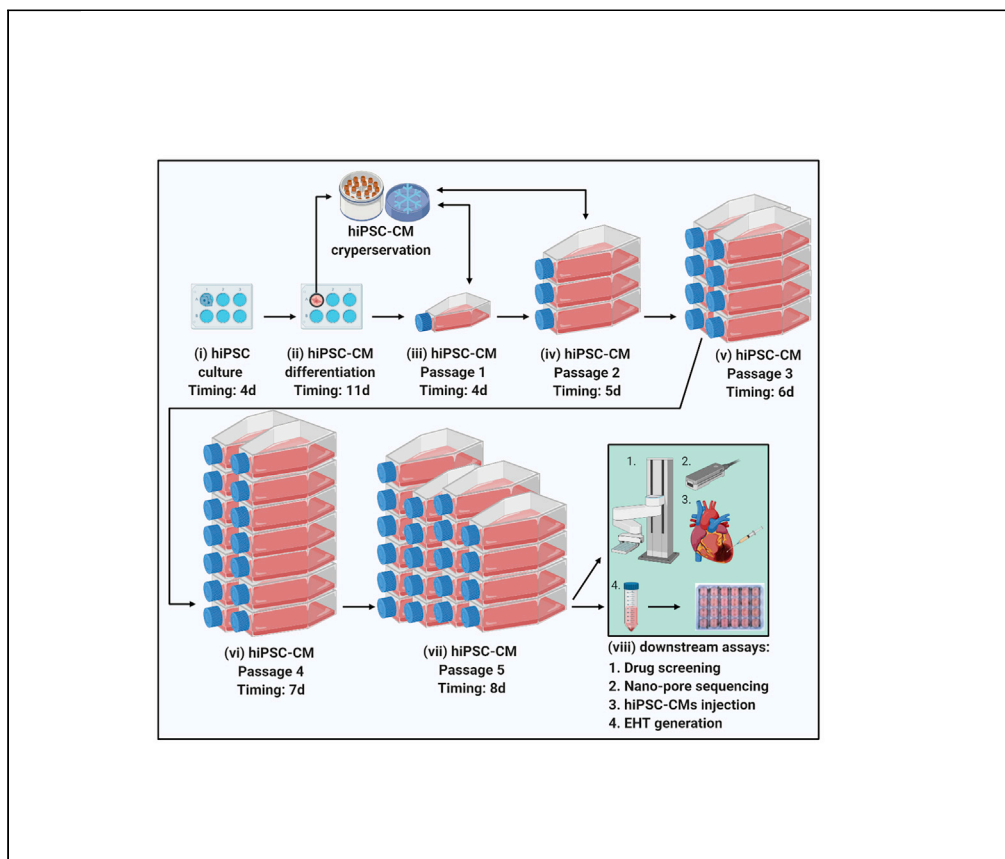 hiPSC-CM
cryperservation
(i) hiPSC
culture
Timing: 4d
(ii) hiPSC-CM
differentiation
Timing: 11d
(iii) hiPSC-CM
Passage 1
Timing: 4d
(iv) hiPSC-CM
Passage 2
Timing: 5d
(v) hiPSC-CM
Passage 3
Timing: 6d
(vi) hiPSC-CM
Passage 4
Timing: 7d
(vii) hiPSC-CM
Passage 5
Timing: 8d
1.
2.
3.
4.
(viii) downstream assays:
1. Drug screening
2. Nano-pore sequencing
3. hiPSC-CMs injection
4. EHT generation